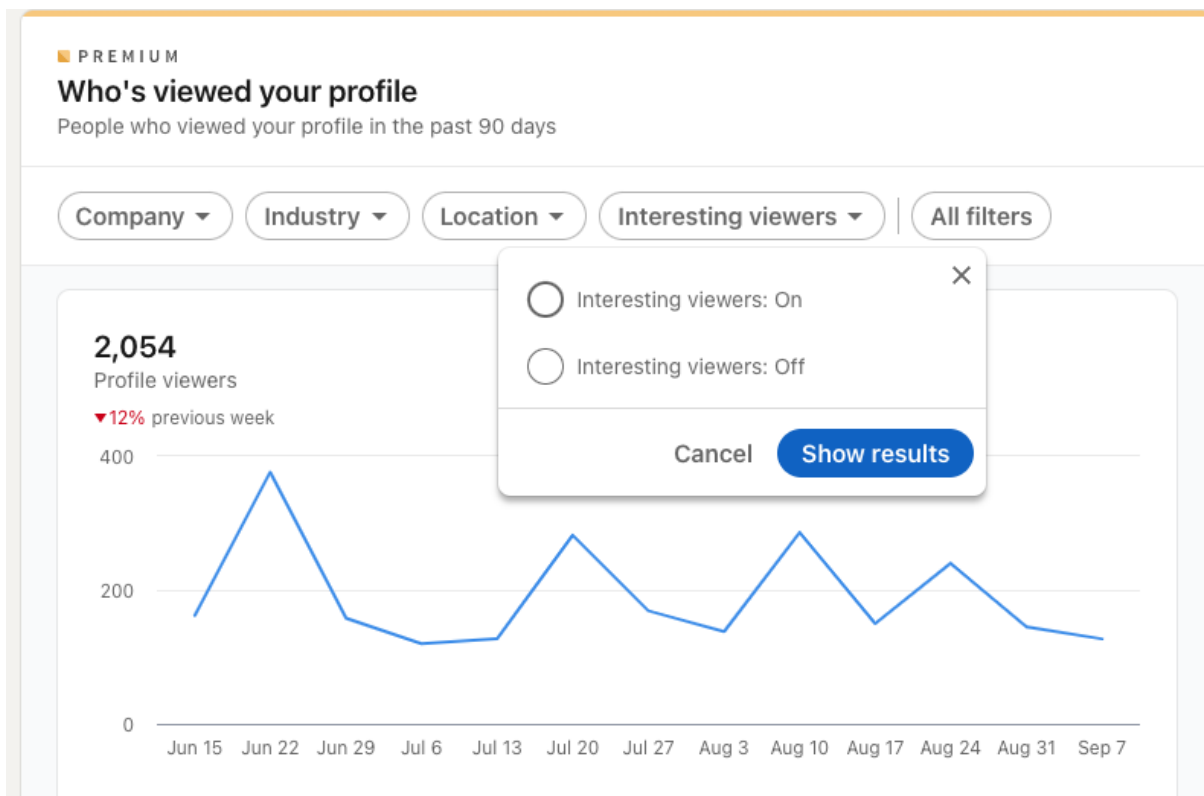 PREMIUM
Who's viewed your profile
People who viewed your profile in the past 90 days
Company
Industry
Location
Interesting viewers
All filters
Interesting viewers: On
Interesting viewers: Off
Cancel
Show results
2,054
Profile viewers
12% previous week
400
200
0
Jun 15 Jun 22 Jun 29 Jul 6 Jul 13 Jul 20 Jul 27 Aug 3 Aug 10 Aug 17 Aug 24 Aug 31 Sep 7